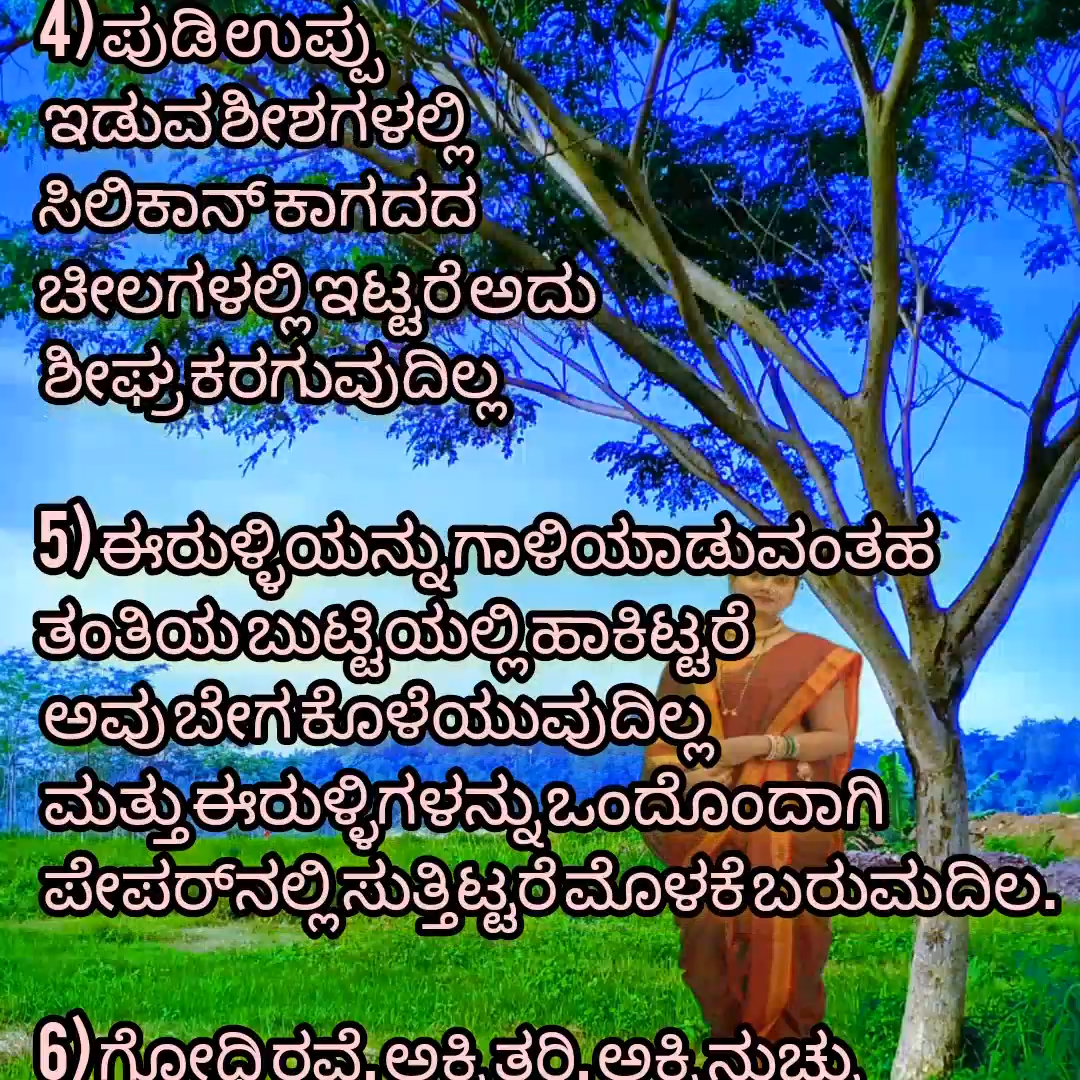 4) ಪುಡಿ ಉಪ್ಪು
ಇಡುವ ಶೀಶಗಳಲ್ಲಿ
ಸಿಲಿಕಾನ್ ಕಾಗದದ
ಚೀಲಗಳಲ್ಲಿ ಇಟ್ಟರೆ ಅದು
ಶೀಘ್ರ ಕರಗುವುದಿಲ್ಲ
5) ಈರುಳ್ಳಿಯನ್ನು ಗಾಳಿಯಾಡುವಂತಹ
ತಂತಿಯ ಬುಟ್ಟಿಯಲ್ಲಿ ಹಾಕಿಟ್ಟರೆ
ಅವು ಬೇಗ ಕೊಳೆಯುವುದಿಲ್ಲ
ಮತ್ತು ಈರುಳ್ಳಿಗಳನ್ನು ಒಂದೊಂದಾಗಿ
ಪೇಪರ್‌ನಲ್ಲಿ ಸುತ್ತಿಟ್ಟರೆ ಮೊಳಕೆ ಬರುಮದಿಲ.
6) ಗೋಧಿ ರವೆ, ಅಕ್ಕಿ ತರಿ, ಅಕ್ಕಿ ನುಚ್ಚು